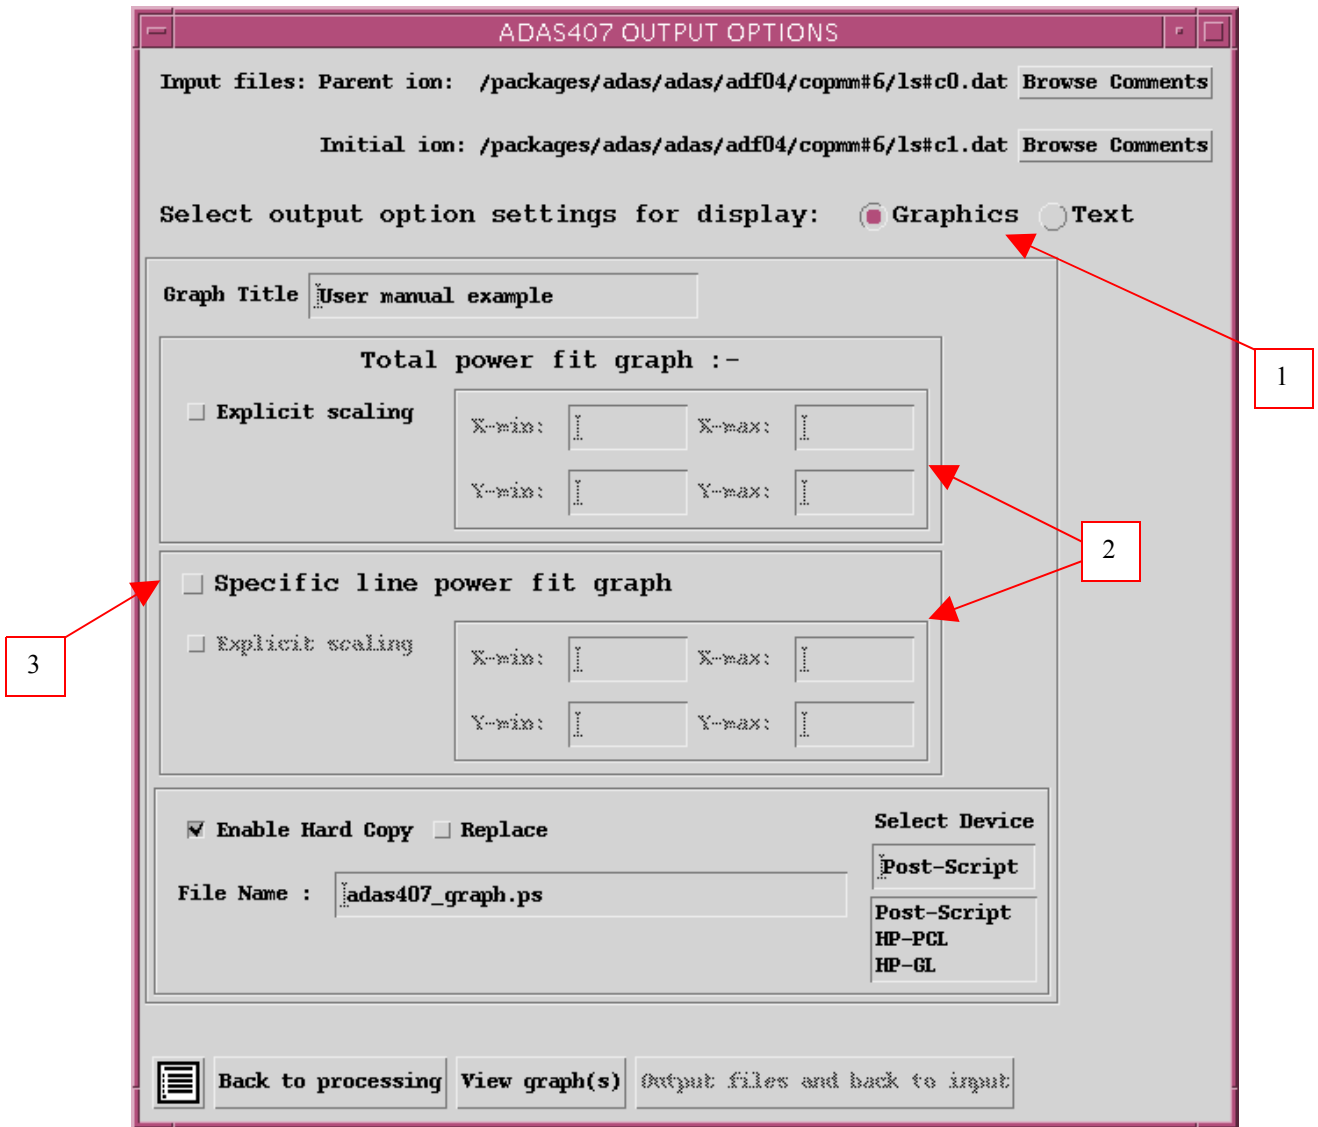 ADAS407 OUTPUT OPTIONS
Input files: Parent ion: /packages/adas/adas/adf04/copmm#6/ls#c0.dat Browse Comments
Initial ion: /packages/adas/adas/adf04/copmm#6/ls#c1.dat Browse Comments
Select output option settings for display: Graphics Text
Graph Title User manual example
1
Total power fit graph :-
Explicit scaling
X-min: X-max:
Y-min: Y-max:
2
Specific line power fit graph
3
Explicit scaling
X-min: X-max:
Y-min: Y-max:
Enable Hard Copy Replace
Select Device
Post-Script
File Name : adas407_graph.ps
Post-Script
HP-PCL
HP-GL
Back to processing View graph(s) Output files and back to input